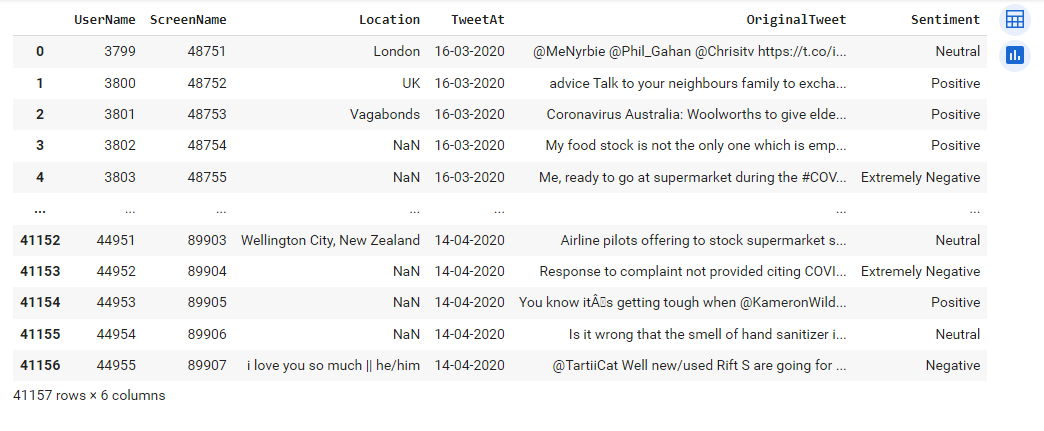 UserName ScreenName Location TweetAt OriginalTweet Sentiment
0 3799 48751 London 16-03-2020 @MeNyrbie @Phil_Gahan @Chrisitv https://t.co/i... Neutral
1 3800 48752 UK 16-03-2020 advice Talk to your neighbours family to excha... Positive
2 3801 48753 Vagabonds 16-03-2020 Coronavirus Australia: Woolworths to give elde... Positive
3 3802 48754 NaN 16-03-2020 My food stock is not the only one which is emp... Positive
4 3803 48755 NaN 16-03-2020 Me, ready to go at supermarket during the #COV... Extremely Negative
... ... ... ... ... ... ...
41152 44951 89903 Wellington City, New Zealand 14-04-2020 Airline pilots offering to stock supermarket s... Neutral
41153 44952 89904 NaN 14-04-2020 Response to complaint not provided citing COVI... Extremely Negative
41154 44953 89905 NaN 14-04-2020 You know itÂ\x92s getting tough when @KameronWild... Positive
41155 44954 89906 NaN 14-04-2020 Is it wrong that the smell of hand sanitizer i... Neutral
41156 44955 89907 i love you so much || he/him 14-04-2020 @TartiiCat Well new/used Rift S are going for ... Negative
41157 rows × 6 columns